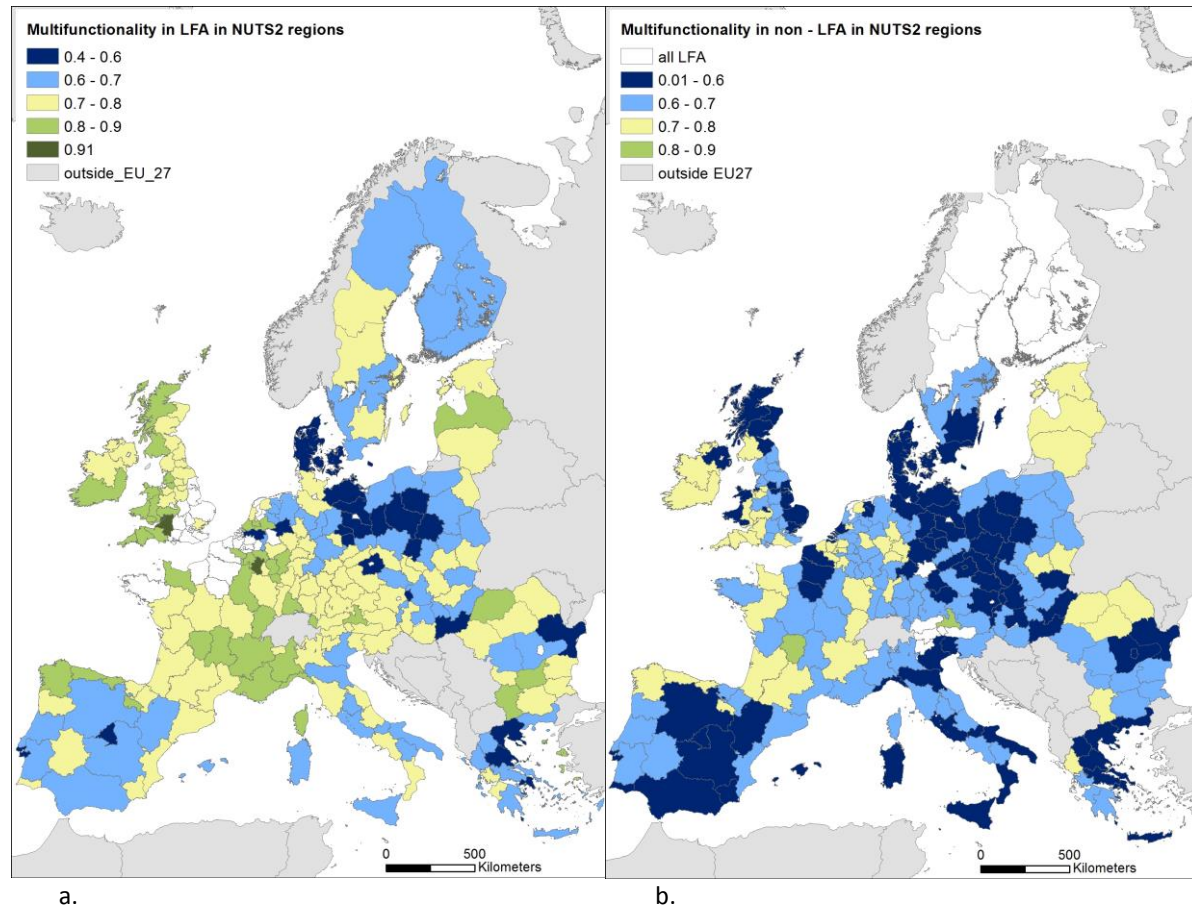 Multifunctionality in LFA in NUTS2 regions
0.4 - 0.6
0.6 - 0.7
0.7 - 0.8
0.8 - 0.9
0.91
outside_EU_27
0 500
Kilometers
Multifunctionality in non - LFA in NUTS2 regions
all LFA
0.01 - 0.6
0.6 - 0.7
0.7 - 0.8
0.8 - 0.9
outside EU27
0 500
Kilometers
a. b.